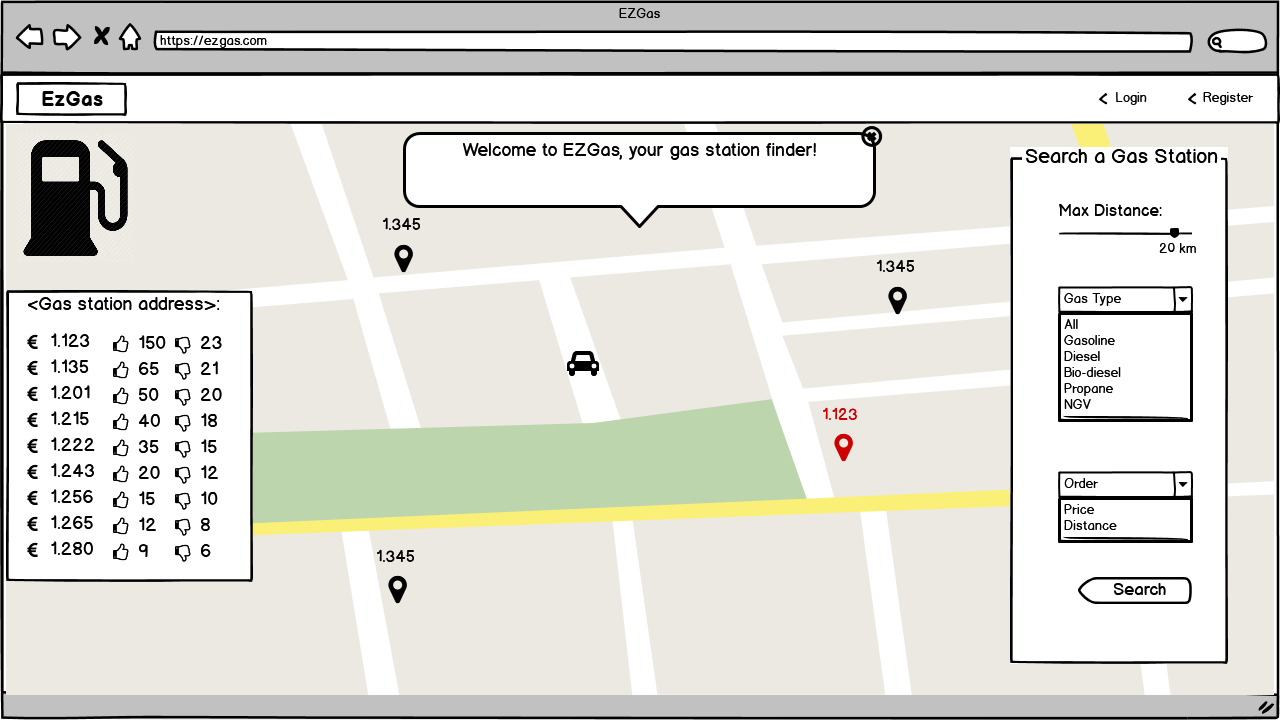 EZGas
https://ezgas.com
EzGas
Login
Register
Welcome to EZGas, your gas station finder!
1.345
1.345
1.123
1.345
<Gas station address>:
€ 1.123 150 23
€ 1.135 65 21
€ 1.201 50 20
€ 1.215 40 18
€ 1.222 35 15
€ 1.243 20 12
€ 1.256 15 10
€ 1.265 12 8
€ 1.280 9 6
Search a Gas Station
Max Distance:
20 km
Gas Type
All
Gasoline
Diesel
Bio-diesel
Propane
NGV
Order
Price
Distance
Search